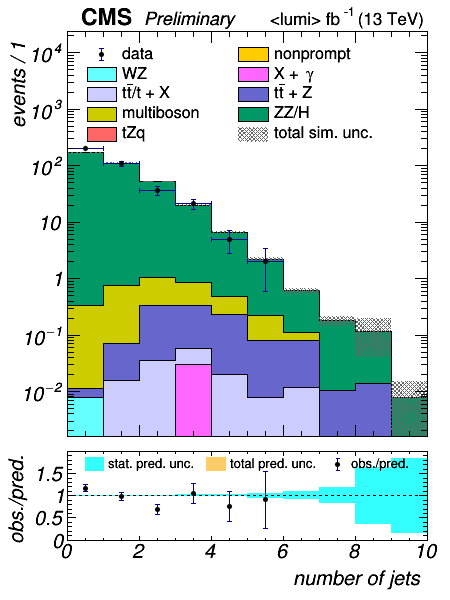 CMS Preliminary <lumi> fb⁻¹ (13 TeV)
events / 1
10⁴
10³
10²
10
1
10⁻¹
10⁻²
data
nonprompt
WZ
X + γ
tt̄/t + X
tt̄ + Z
multiboson
ZZ/H
tZq
total sim. unc.
obs./pred.
1.5
1
0.5
0
stat. pred. unc.
total pred. unc.
obs./pred.
0 2 4 6 8 10
number of jets